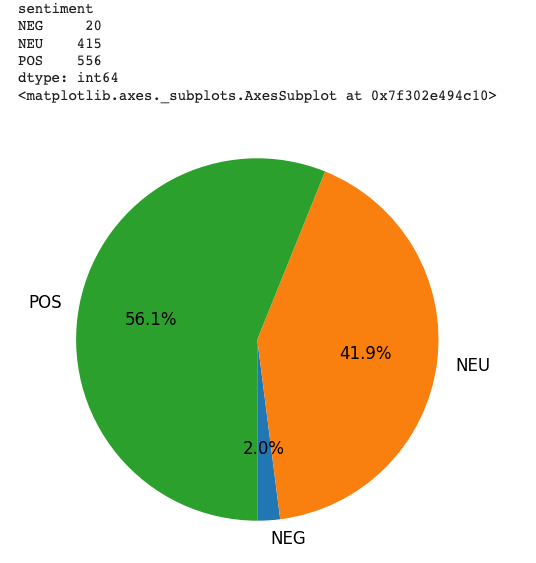 sentiment
NEG 20
NEU 415
POS 556
dtype: int64
<matplotlib.axes._subplots.AxesSubplot at 0x7f302e494c10>
POS
56.1%
41.9%
NEU
2.0%
NEG